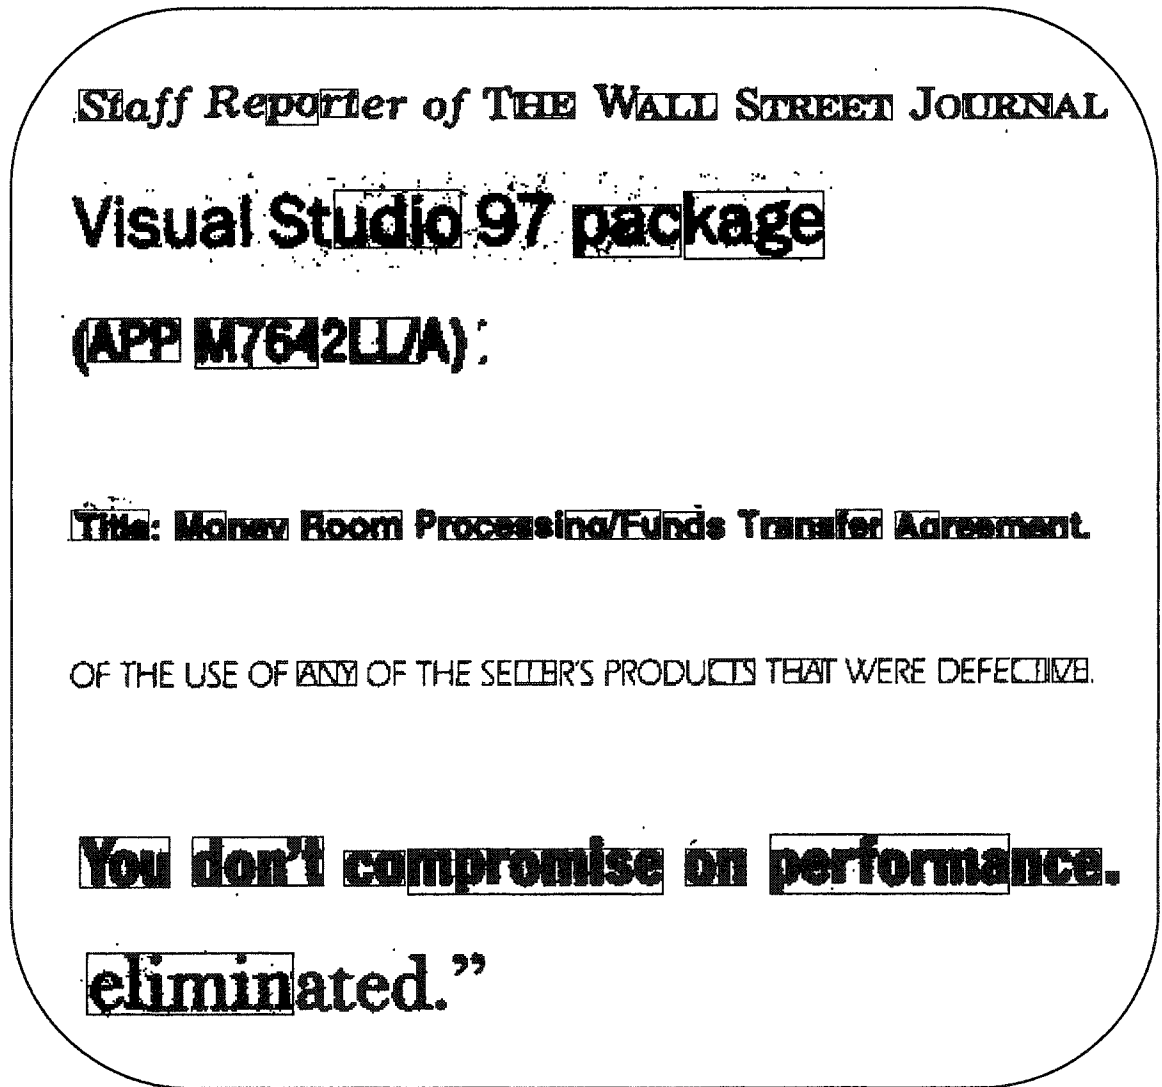 Staff Reporter of THE WALL STREET JOURNAL
Visual Studio 97 package
(APP M7642LL/A) :
Title: Money Room Processing/Funds Transfer Agreement.
OF THE USE OF ANY OF THE SELLER'S PRODUCTS THAT WERE DEFECTIVE.
You don't compromise on performance.
eliminated.”